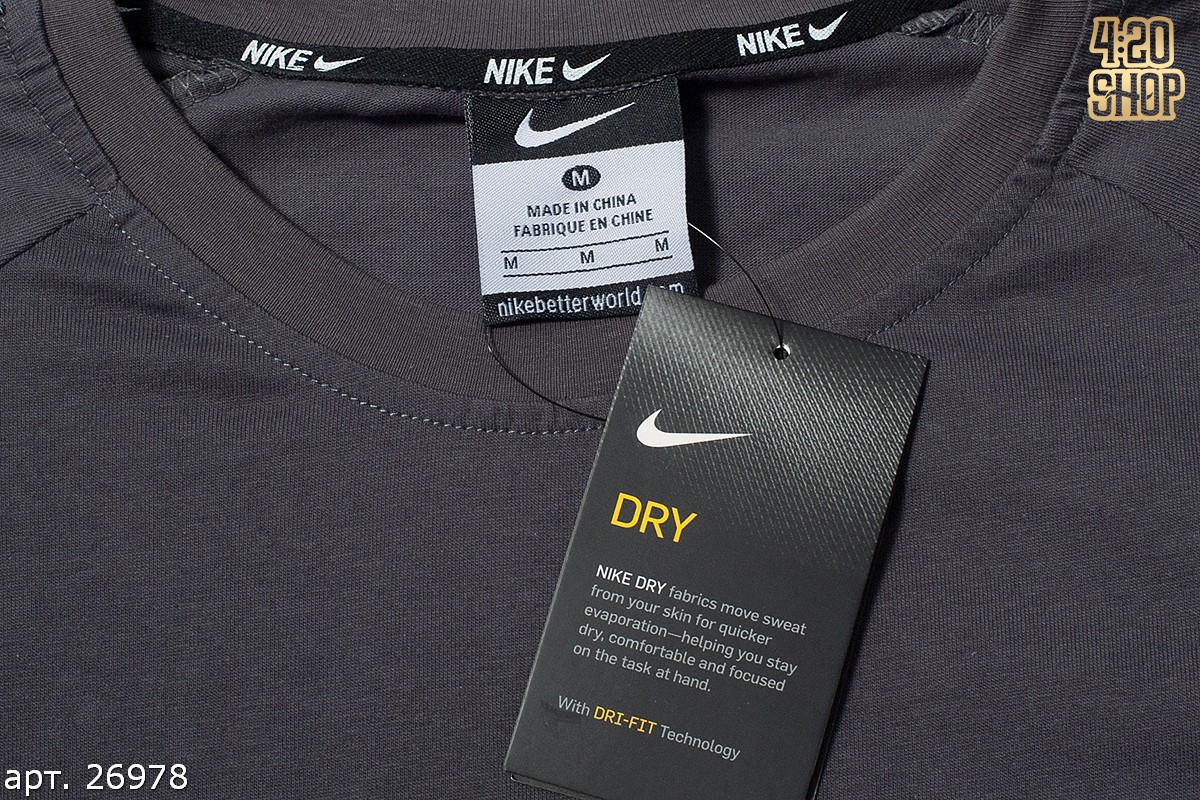 NIKE
NIKE
NIKE
4:20
SHOP
M
MADE IN CHINA
FABRIQUE EN CHINE
M M M
DRY
NIKE DRY fabrics move sweat
from your skin for quicker
evaporation—helping you stay
dry, comfortable and focused
on the task at hand.
With DRI-FIT Technology
арт. 26978